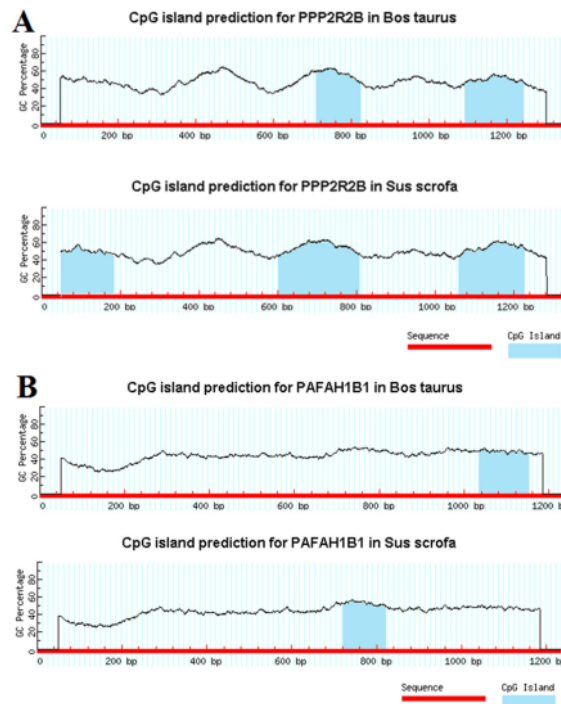 A
CpG island prediction for PPP2R2B in Bos taurus
GC Percentage
80
60
40
20
0
0 200 bp 400 bp 600 bp 800 bp 1000 bp 1200 bp
CpG island prediction for PPP2R2B in Sus scrofa
GC Percentage
80
60
40
20
0
0 200 bp 400 bp 600 bp 800 bp 1000 bp 1200 bp
Sequence CpG Island
B
CpG island prediction for PAFAH1B1 in Bos taurus
GC Percentage
80
60
40
20
0
0 200 bp 400 bp 600 bp 800 bp 1000 bp 1200 bp
CpG island prediction for PAFAH1B1 in Sus scrofa
GC Percentage
80
60
40
20
0
0 200 bp 400 bp 600 bp 800 bp 1000 bp 1200 bp
Sequence CpG Island